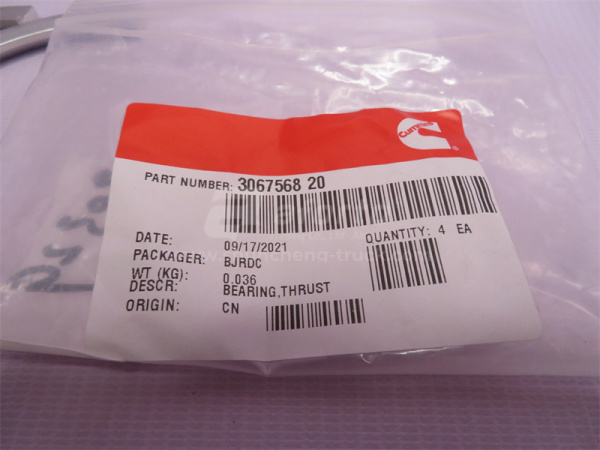 Cummins
PART NUMBER: 3067568 20
DATE: 09/17/2021
QUANTITY: 4 EA
PACKAGER: BJRDC
WT (KG): 0.036
DESCR: BEARING,THRUST
ORIGIN: CN